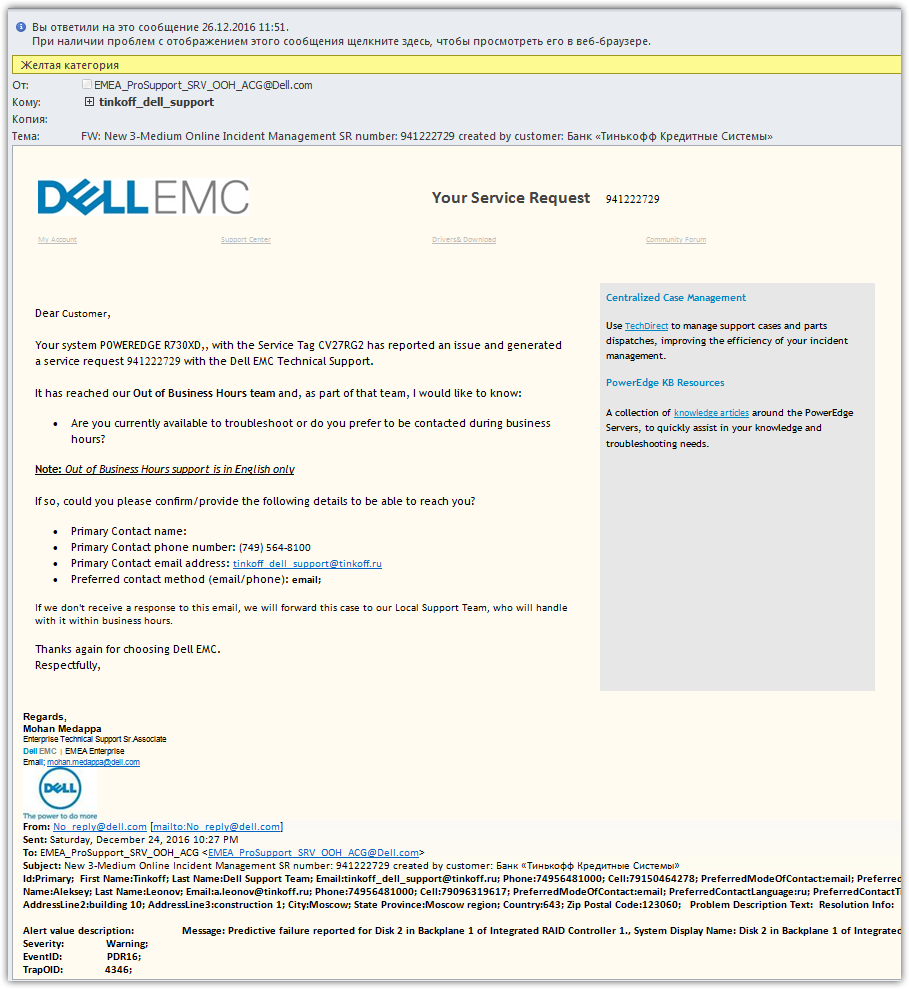 Вы ответили на это сообщение 26.12.2016 11:51.
При наличии проблем с отображением этого сообщения щелкните здесь, чтобы просмотреть его в веб-браузере.
Желтая категория
От: EMEA_ProSupport_SRV_OOH_ACG@Dell.com
Кому: tinkoff_dell_support
Копия:
Тема: FW: New 3-Medium Online Incident Management SR number: 941222729 created by customer: Банк «Тинькофф Кредитные Системы»
DELL EMC
Your Service Request 941222729
My Account Support Center Drivers& Download Community Forum
Dear Customer,
Your system POWEREDGE R730XD,, with the Service Tag CV27RG2 has reported an issue and generated
a service request 941222729 with the Dell EMC Technical Support.
It has reached our Out of Business Hours team and, as part of that team, I would like to know:
• Are you currently available to troubleshoot or do you prefer to be contacted during business
hours?
Note: Out of Business Hours support is in English only
If so, could you please confirm/provide the following details to be able to reach you?
• Primary Contact name:
• Primary Contact phone number: (749) 564-8100
• Primary Contact email address: tinkoff_dell_support@tinkoff.ru
• Preferred contact method (email/phone): email;
If we don't receive a response to this email, we will forward this case to our Local Support Team, who will handle
with it within business hours.
Thanks again for choosing Dell EMC.
Respectfully,
Centralized Case Management
Use TechDirect to manage support cases and parts
dispatches, improving the efficiency of your incident
management.
PowerEdge KB Resources
A collection of knowledge articles around the PowerEdge
Servers, to quickly assist in your knowledge and
troubleshooting needs.
Regards,
Mohan Medappa
Enterprise Technical Support Sr.Associate
Dell EMC | EMEA Enterprise
Email: mohan.medappa@dell.com
DELL
The power to do more
From: No_reply@dell.com [mailto:No_reply@dell.com]
Sent: Saturday, December 24, 2016 10:27 PM
To: EMEA_ProSupport_SRV_OOH_ACG <EMEA_ProSupport_SRV_OOH_ACG@Dell.com>
Subject: New 3-Medium Online Incident Management SR number: 941222729 created by customer: Банк «Тинькофф Кредитные Системы»
Id:Primary; First Name:Tinkoff; Last Name:Dell Support Team; Email:tinkoff_dell_support@tinkoff.ru; Phone:74956481000; Cell:79150464278; PreferredModeOfContact:email; Preferred
Name:Aleksey; Last Name:Leonov; Email:a.leonov@tinkoff.ru; Phone:74956481000; Cell:79096319617; PreferredModeOfContact:email; PreferredContactLanguage:ru; PreferredContactT
AddressLine2:building 10; AddressLine3:construction 1; City:Moscow; State Province:Moscow region; Country:643; Zip Postal Code:123060; Problem Description Text: Resolution Info:
Alert value description: Message: Predictive failure reported for Disk 2 in Backplane 1 of Integrated RAID Controller 1., System Display Name: Disk 2 in Backplane 1 of Integrated
Severity: Warning;
EventID: PDR16;
TrapOID: 4346;